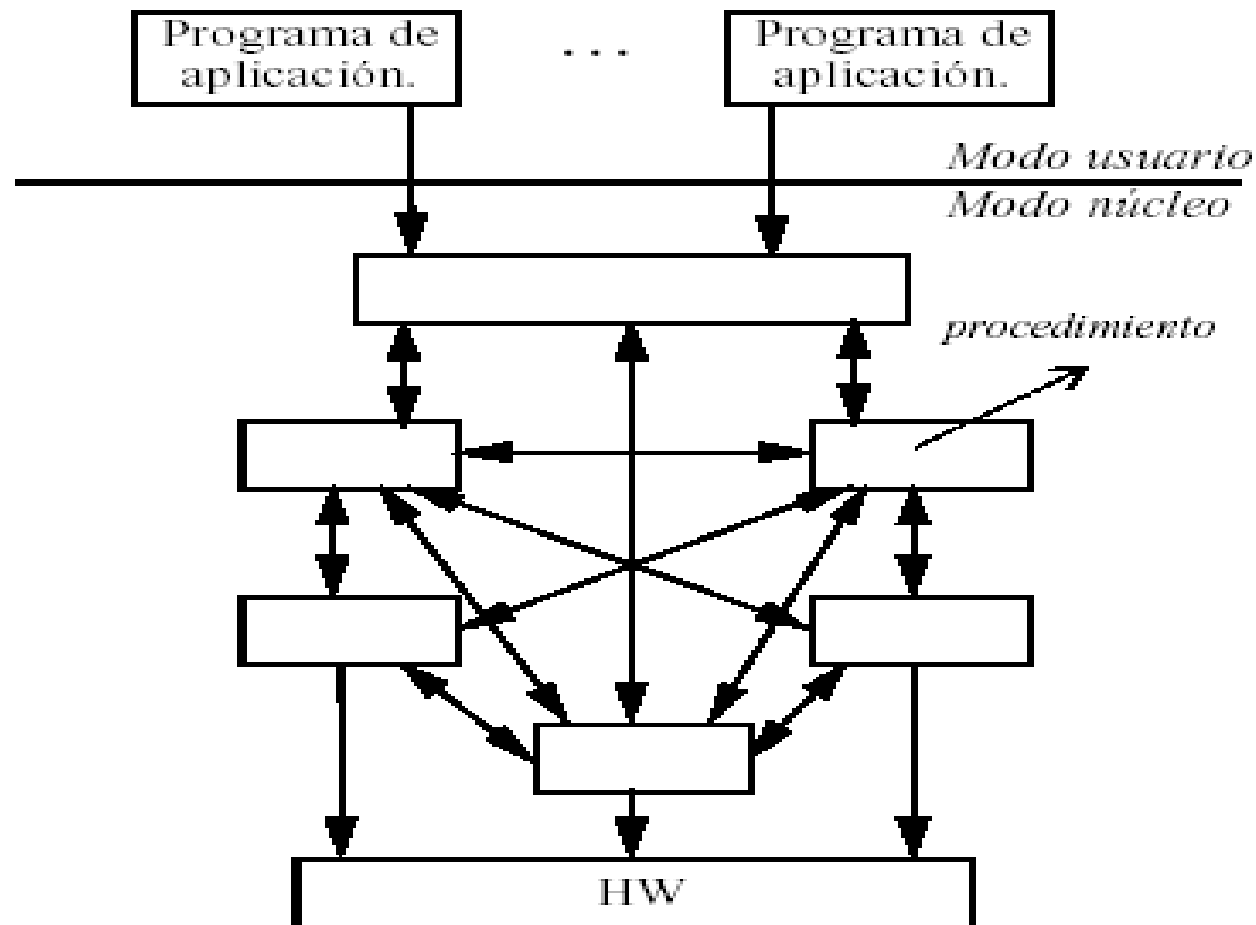 Programa de
aplicación.
. . .
Programa de
aplicación.
Modo usuario
Modo núcleo
procedimiento
HW